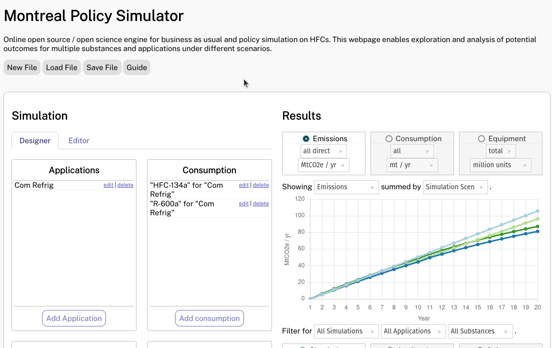 Montreal Policy Simulator
Online open source / open science engine for business as usual and policy simulation on HFCs. This webpage enables exploration and analysis of potential
outcomes for multiple substances and applications under different scenarios.
New File Load File Save File Guide
Simulation
Designer Editor
Applications
Com Refrig edit | delete
Add Application
Consumption
"HFC-134a" for "Com Refrig" edit | delete
"R-600a" for "Com Refrig" edit | delete
Add consumption
Results
Emissions
all direct
MtCO2e / yr
Consumption
all
mt / yr
Equipment
total
million units
Showing Emissions summed by Simulation Scen .
MtCO2e / yr
120
100
80
60
40
20
0
1 2 3 4 5 6 7 8 9 10 11 12 13 14 15 16 17 18 19 20
Year
Filter for All Simulations All Applications All Substances .